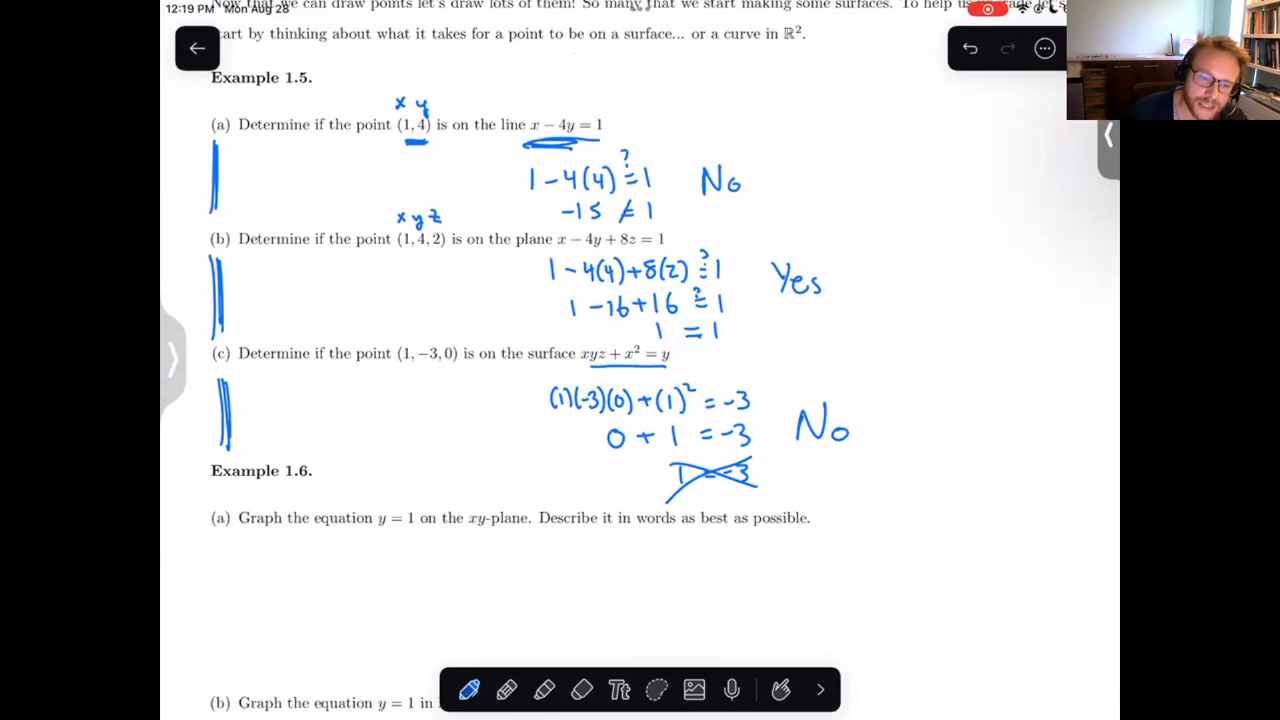 12:19 PM Mon Aug 28
we can draw points let's draw lots of them! So many that we start making some surfaces. To help us
art by thinking about what it takes for a point to be on a surface... or a curve in ℝ².
Example 1.5.
x y
(a) Determine if the point (1, 4) is on the line x − 4y = 1
1 − 4(4) ≟ 1 No
−15 ≠ 1
x y z
(b) Determine if the point (1, 4, 2) is on the plane x − 4y + 8z = 1
1 − 4(4) + 8(2) ≟ 1 Yes
1 − 16 + 16 ≟ 1
1 = 1
(c) Determine if the point (1, −3, 0) is on the surface xyz + x² = y
(1)(−3)(0) + (1)² = −3
0 + 1 = −3 No
1 = −3
Example 1.6.
(a) Graph the equation y = 1 on the xy-plane. Describe it in words as best as possible.
Tt
(b) Graph the equation y = 1 in